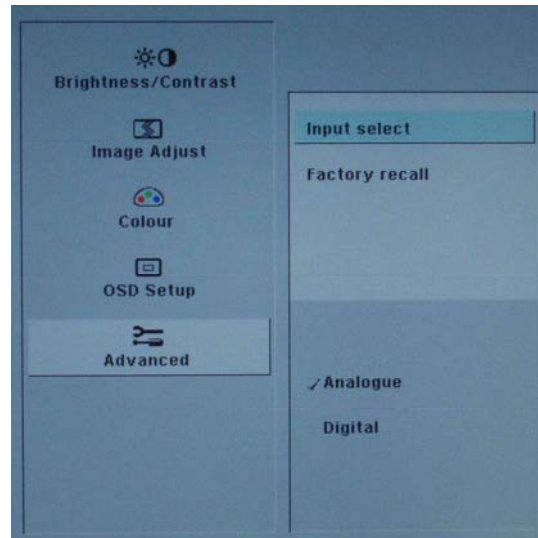 Brightness/Contrast
Image Adjust
Colour
OSD Setup
Advanced
Input select
Factory recall
✓Analogue
Digital